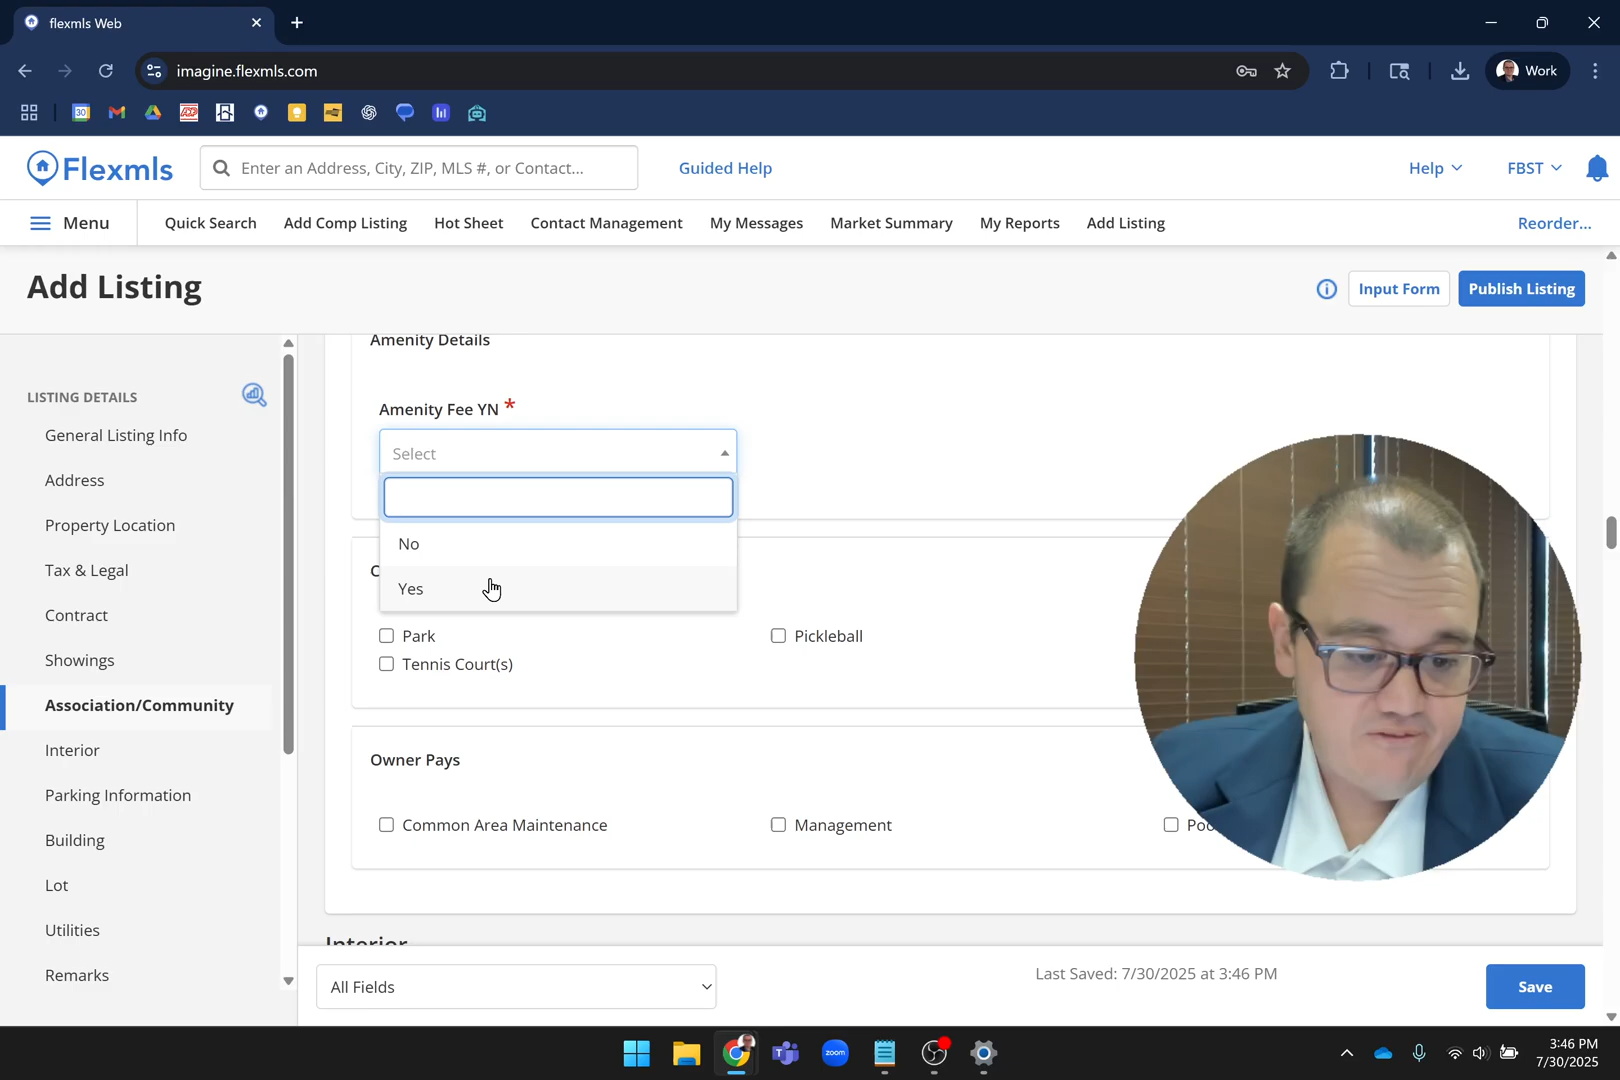 flexmls Web
imagine.flexmls.com
Work
30
Flexmls
Enter an Address, City, ZIP, MLS #, or Contact...
Guided Help
Help
FBST
Menu
Quick Search
Add Comp Listing
Hot Sheet
Contact Management
My Messages
Market Summary
My Reports
Add Listing
Reorder...
Add Listing
Input Form
Publish Listing
LISTING DETAILS
General Listing Info
Address
Property Location
Tax & Legal
Contract
Showings
Association/Community
Interior
Parking Information
Building
Lot
Utilities
Remarks
Amenity Details
Amenity Fee YN *
Select
No
Yes
Park
Pickleball
Tennis Court(s)
Owner Pays
Common Area Maintenance
Management
Interior
All Fields
Last Saved: 7/30/2025 at 3:46 PM
Save
zoom
3:46 PM
7/30/2025